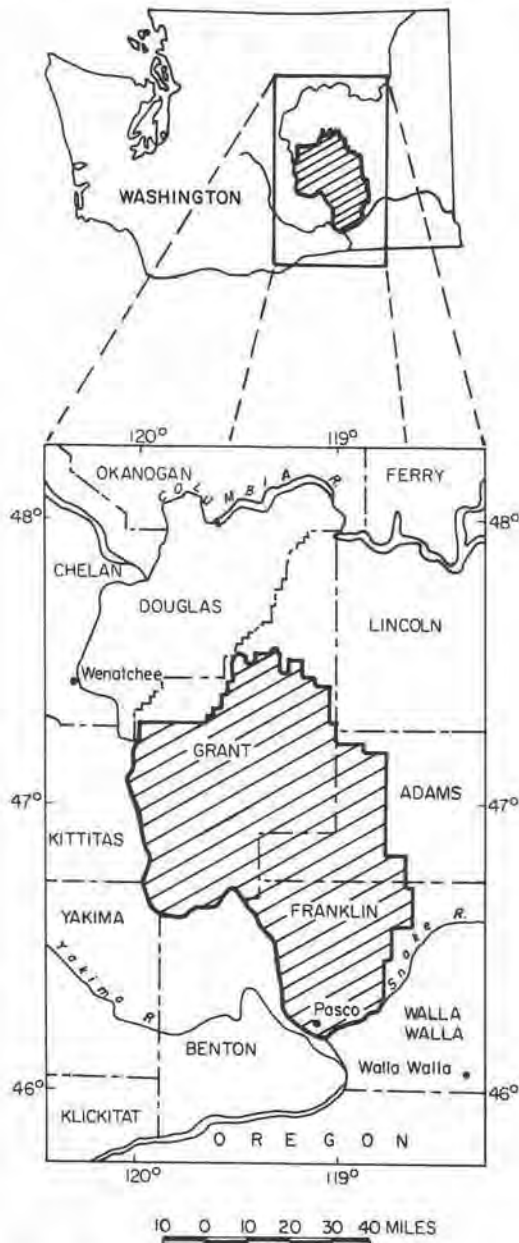 WASHINGTON
120° 119°
OKANOGAN
COLUMBIA R.
FERRY
48° 48°
CHELAN
DOUGLAS
LINCOLN
Wenatchee
GRANT
47° 47°
ADAMS
KITTITAS
YAKIMA
FRANKLIN
Snake R.
Yakima R.
Pasco
WALLA
WALLA
BENTON
Walla Walla
46° 46°
KLICKITAT
OREGON
120° 119°
10 0 10 20 30 40 MILES